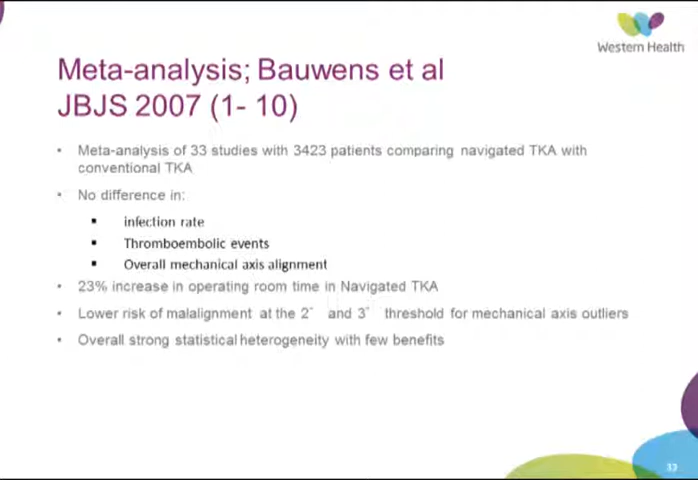 Western Health
Meta-analysis; Bauwens et al
JBJS 2007 (1- 10)
• Meta-analysis of 33 studies with 3423 patients comparing navigated TKA with
conventional TKA
• No difference in:
▪ infection rate
▪ Thromboembolic events
▪ Overall mechanical axis alignment
• 23% increase in operating room time in Navigated TKA
• Lower risk of malalignment at the 2° and 3° threshold for mechanical axis outliers
• Overall strong statistical heterogeneity with few benefits
33